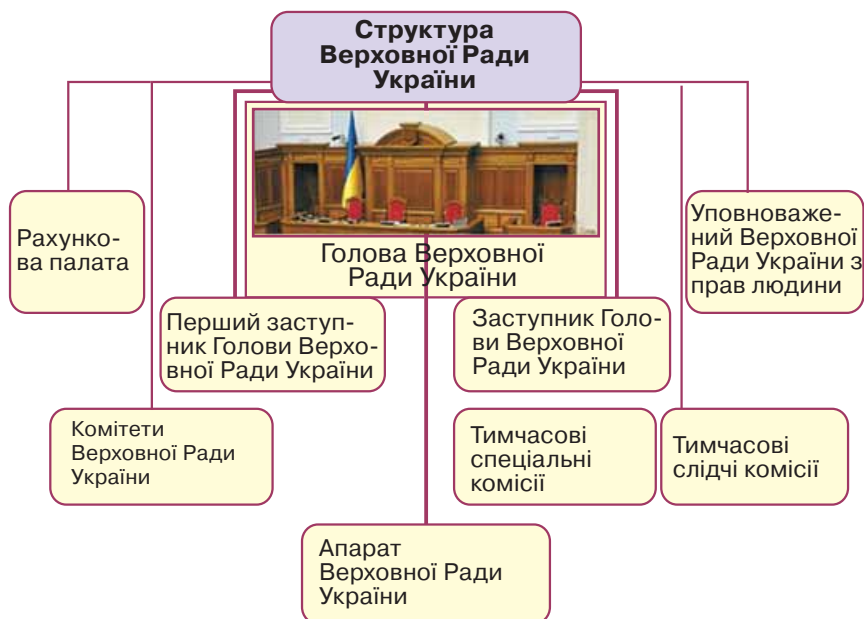 Структура
Верховної Ради
України
Рахунко-
ва палата
Голова Верховної
Ради України
Уповноваже-
ний Верховної
Ради України з
прав людини
Перший заступ-
ник Голови Верхо-
вної Ради України
Заступник Голо-
ви Верховної
Ради України
Комітети
Верховної Ради
України
Тимчасові
спеціальні
комісії
Тимчасові
слідчі комісії
Апарат
Верховної Ради
України